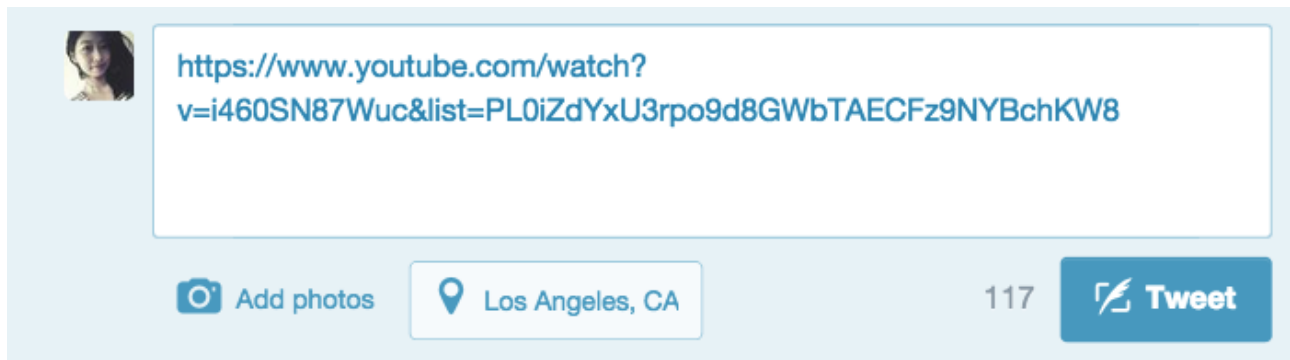 https://www.youtube.com/watch?
v=i460SN87Wuc&list=PL0iZdYxU3rpo9d8GWbTAECFz9NYBchKW8
Add photos Los Angeles, CA 117 Tweet